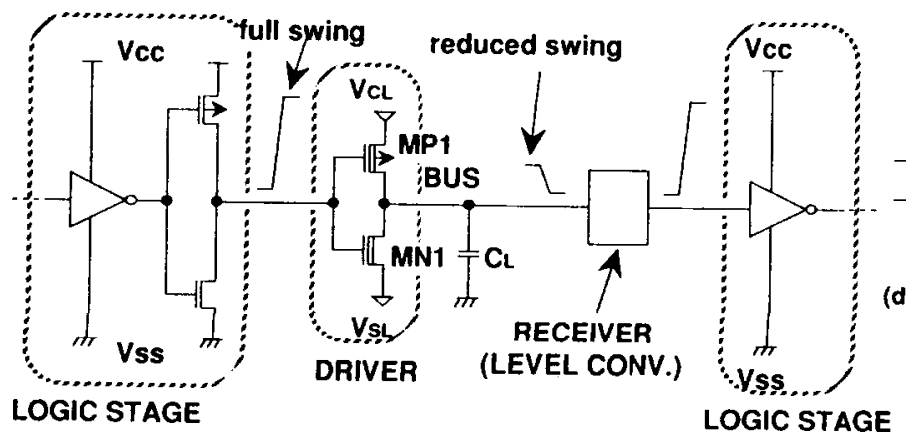 full swing
reduced swing
VCC
VCC
VCL
MP1
BUS
MN1
CL
VSL
(d
RECEIVER
(LEVEL CONV.)
VSS
DRIVER
VSS
LOGIC STAGE
LOGIC STAGE